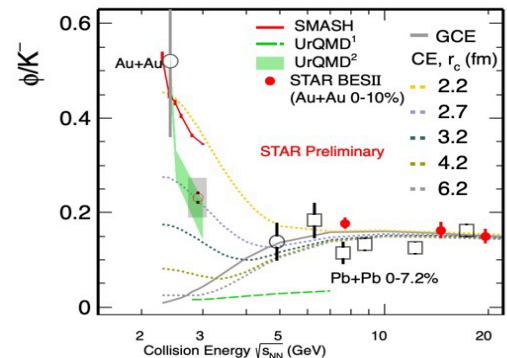 ϕ/K⁻
0.6
0.4
0.2
0
Au+Au
SMASH
UrQMD¹
UrQMD²
STAR BESII
(Au+Au 0-10%)
STAR Preliminary
GCE
CE, r_c (fm)
2.2
2.7
3.2
4.2
6.2
Pb+Pb 0-7.2%
2 3 4 5 10 20
Collision Energy √s_NN (GeV)